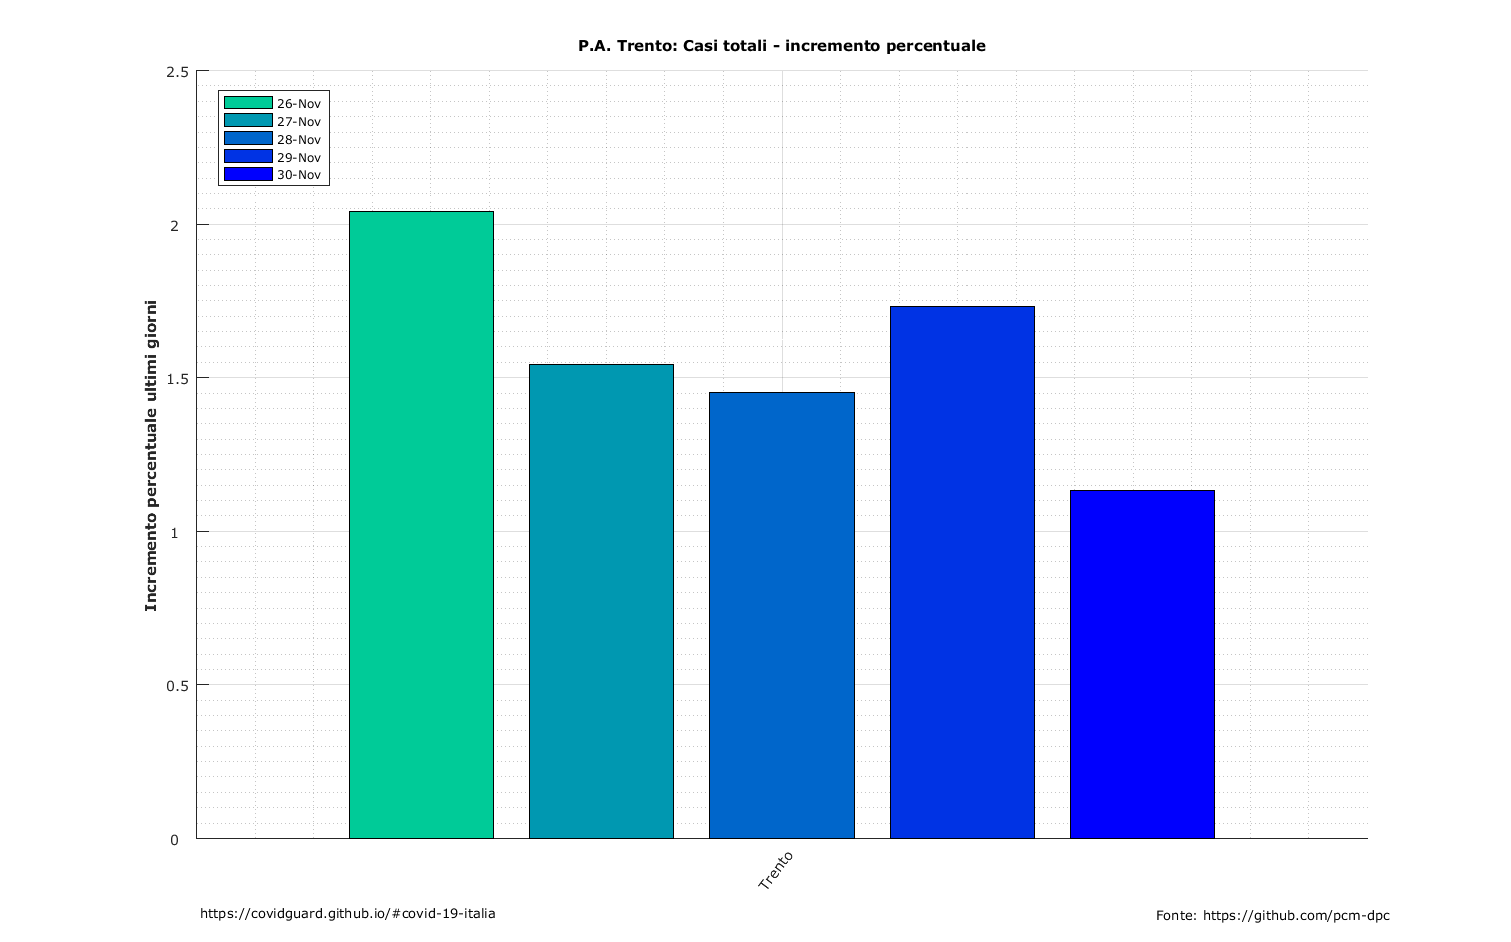 P.A. Trento: Casi totali - incremento percentuale
2.5
26-Nov
27-Nov
28-Nov
29-Nov
30-Nov
2
1.5
1
0.5
0
Incremento percentuale ultimi giorni
Trento
https://covidguard.github.io/#covid-19-italia
Fonte: https://github.com/pcm-dpc